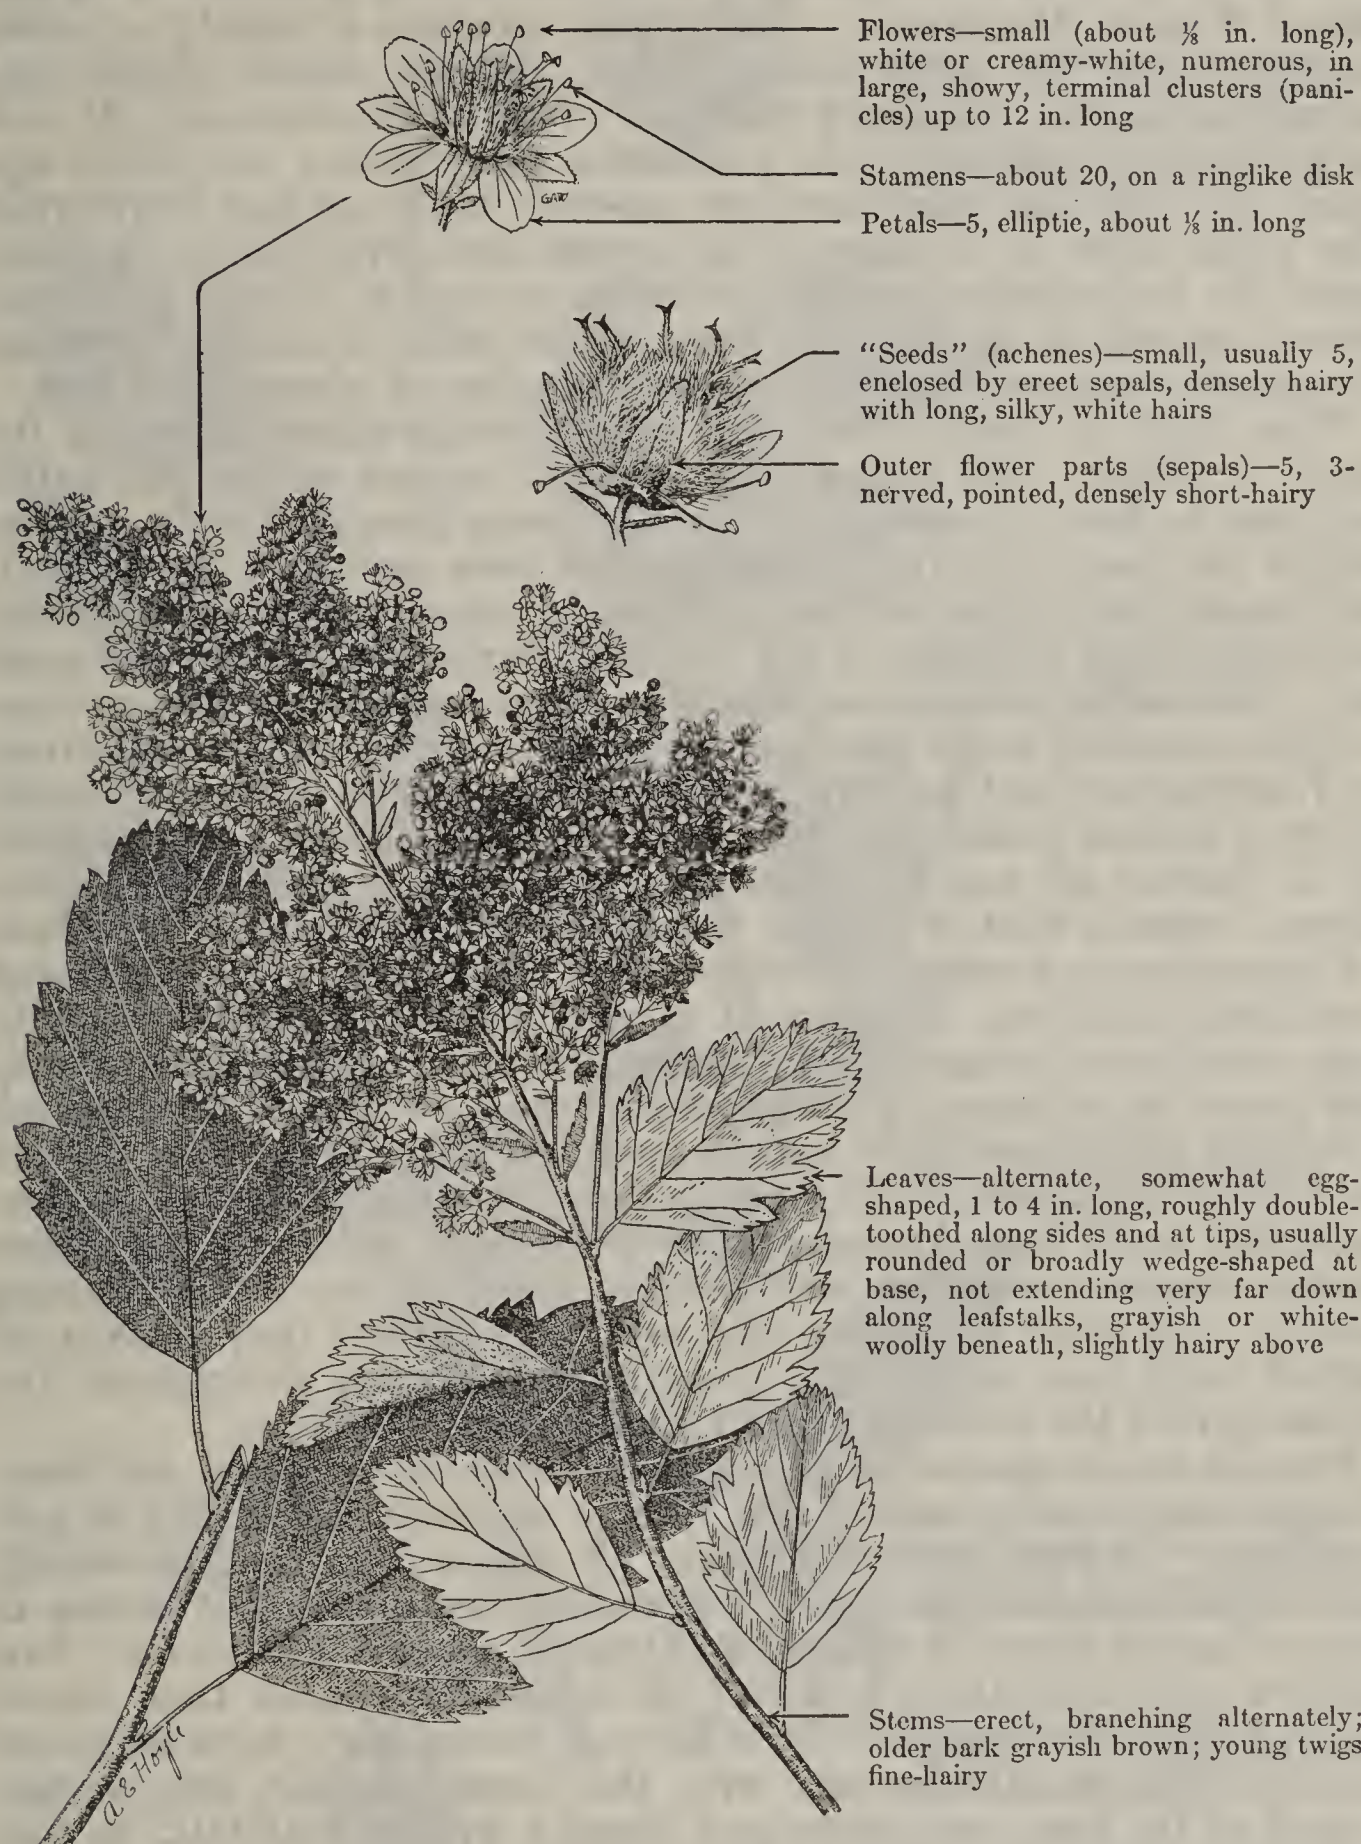 Flowers—small (about ⅛ in. long),
white or creamy-white, numerous, in
large, showy, terminal clusters (pani-
cles) up to 12 in. long
Stamens—about 20, on a ringlike disk
Petals—5, elliptic, about ⅛ in. long
GAW
“Seeds” (achenes)—small, usually 5,
enclosed by erect sepals, densely hairy
with long, silky, white hairs
Outer flower parts (sepals)—5, 3-
nerved, pointed, densely short-hairy
Leaves—alternate, somewhat egg-
shaped, 1 to 4 in. long, roughly double-
toothed along sides and at tips, usually
rounded or broadly wedge-shaped at
base, not extending very far down
along leafstalks, grayish or white-
woolly beneath, slightly hairy above
Stems—erect, branching alternately;
older bark grayish brown; young twigs
fine-hairy
A E Hoyle